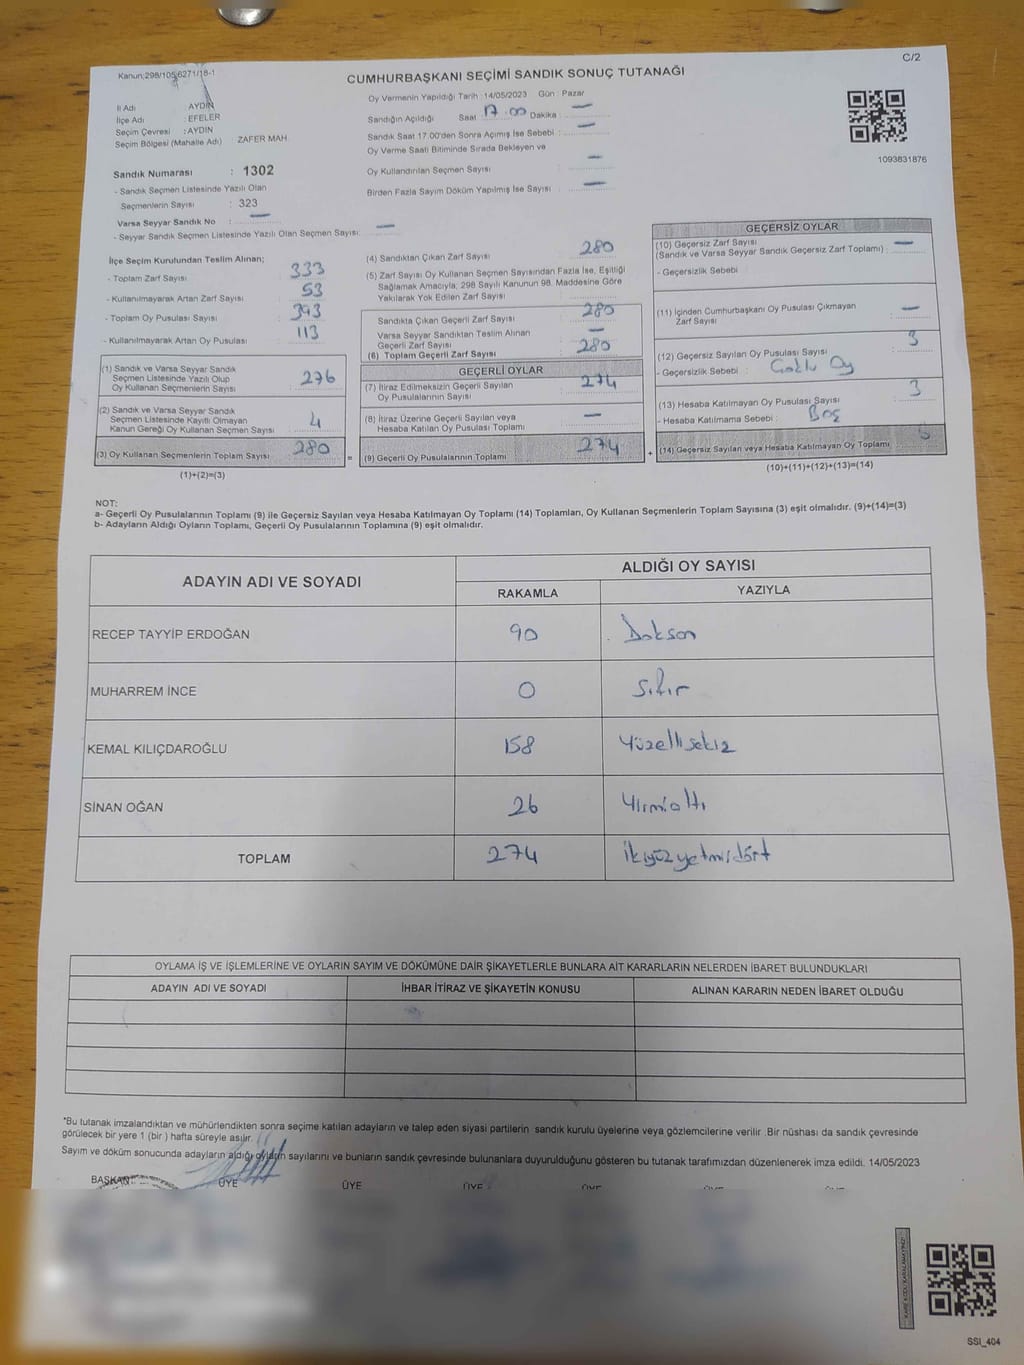 C/2
Kanun:298/105,6271/18-1
CUMHURBAŞKANI SEÇİMİ SANDIK SONUÇ TUTANAĞI
İl Adı : AYDIN
İlçe Adı : EFELER
Seçim Çevresi : AYDIN
Seçim Bölgesi (Mahalle Adı) ZAFER MAH.
Sandık Numarası : 1302
- Sandık Seçmen Listesinde Yazılı Olan
Seçmenlerin Sayısı : 323
Varsa Seyyar Sandık No : —
- Seyyar Sandık Seçmen Listesinde Yazılı Olan Seçmen Sayısı: —
Oy Vermenin Yapıldığı Tarih :14/05/2023 Gün : Pazar
Sandığın Açıldığı Saat 17.00 Dakika : —
Sandık Saat 17.00'den Sonra Açımış İse Sebebi : —
Oy Verme Saati Bitiminde Sırada Bekleyen ve
Oy Kullandırılan Seçmen Sayısı : —
Birden Fazla Sayım Döküm Yapılmış İse Sayısı : —
1093831876
İlçe Seçim Kurulundan Teslim Alınan;
- Toplam Zarf Sayısı : 333
- Kullanılmayarak Artan Zarf Sayısı : 53
- Toplam Oy Pusulası Sayısı : 393
- Kullanılmayarak Artan Oy Pusulası : 113
(1) Sandık ve Varsa Seyyar Sandık
Seçmen Listesinde Yazılı Olup
Oy Kullanan Seçmenlerin Sayısı : 276
(2) Sandık ve Varsa Seyyar Sandık
Seçmen Listesinde Kayıtlı Olmayan
Kanun Gereği Oy Kullanan Seçmen Sayısı : 4
(3) Oy Kullanan Seçmenlerin Toplam Sayısı : 280
(1)+(2)=(3)
(4) Sandıktan Çıkan Zarf Sayısı : 280
(5) Zarf Sayısı Oy Kullanan Seçmen Sayısından Fazla İse, Eşitliği
Sağlamak Amacıyla; 298 Sayılı Kanunun 98. Maddesine Göre
Yakılarak Yok Edilen Zarf Sayısı :
Sandıkta Çıkan Geçerli Zarf Sayısı : 280
Varsa Seyyar Sandıktan Teslim Alınan
Geçerli Zarf Sayısı : —
(6) Toplam Geçerli Zarf Sayısı : 280
GEÇERLİ OYLAR
(7) İtiraz Edilmeksizin Geçerli Sayılan
Oy Pusulalarının Sayısı : 274
(8) İtiraz Üzerine Geçerli Sayılan veya
Hesaba Katılan Oy Pusulası Toplamı : —
= (9) Geçerli Oy Pusulalarının Toplamı : 274 +
GEÇERSİZ OYLAR
(10) Geçersiz Zarf Sayısı
(Sandık ve Varsa Seyyar Sandık Geçersiz Zarf Toplamı) : —
- Geçersizlik Sebebi :
(11) İçinden Cumhurbaşkanı Oy Pusulası Çıkmayan
Zarf Sayısı : —
(12) Geçersiz Sayılan Oy Pusulası Sayısı : 3
- Geçersizlik Sebebi : Oy
(13) Hesaba Katılmayan Oy Pusulası Sayısı : 3
- Hesaba Katılmama Sebebi : Boş
(14) Geçersiz Sayılan veya Hesaba Katılmayan Oy Toplamı : 6
(10)+(11)+(12)+(13)=(14)
NOT:
a- Geçerli Oy Pusulalarının Toplamı (9) ile Geçersiz Sayılan veya Hesaba Katılmayan Oy Toplamı (14) Toplamları, Oy Kullanan Seçmenlerin Toplam Sayısına (3) eşit olmalıdır. (9)+(14)=(3)
b- Adayların Aldığı Oyların Toplamı, Geçerli Oy Pusulalarının Toplamına (9) eşit olmalıdır.
ADAYIN ADI VE SOYADI ALDIĞI OY SAYISI
RAKAMLA YAZIYLA
RECEP TAYYİP ERDOĞAN 90 Doksan
MUHARREM İNCE 0 Sıfır
KEMAL KILIÇDAROĞLU 158 Yüzellisekiz
SİNAN OĞAN 26 Yirmialtı
TOPLAM 274 ikiyüzyetmişdört
OYLAMA İŞ VE İŞLEMLERİNE VE OYLARIN SAYIM VE DÖKÜMÜNE DAİR ŞİKAYETLERLE BUNLARA AİT KARARLARIN NELERDEN İBARET BULUNDUKLARI
ADAYIN ADI VE SOYADI İHBAR İTİRAZ VE ŞİKAYETİN KONUSU ALINAN KARARIN NEDEN İBARET OLDUĞU
*Bu tutanak imzalandıktan ve mühürlendikten sonra seçime katılan adayların ve talep eden siyasi partilerin sandık kurulu üyelerine veya gözlemcilerine verilir .Bir nüshası da sandık çevresinde
görülecek bir yere 1 (bir ) hafta süreyle asılır.
Sayım ve döküm sonucunda adayların aldığı oyların sayılarını ve bunların sandık çevresinde bulunanlara duyurulduğunu gösteren bu tutanak tarafımızdan düzenlenerek imza edildi. 14/05/2023
BAŞKAN ÜYE ÜYE ÜYE
SSI_404